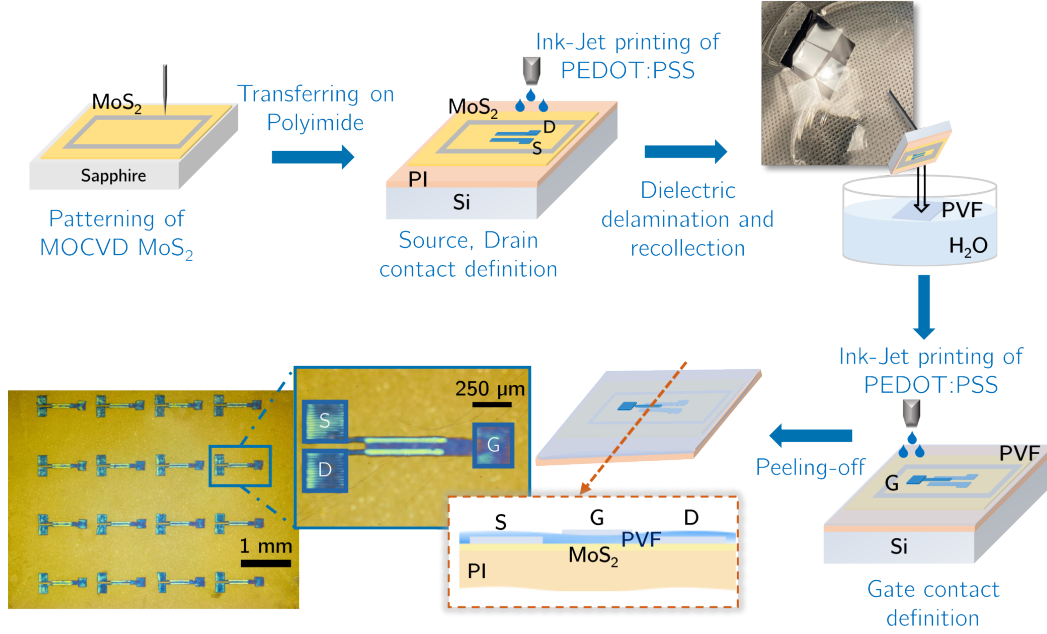 MoS₂
Sapphire
Patterning of
MOCVD MoS₂
Transferring on
Polyimide
Ink-Jet printing of
PEDOT:PSS
MoS₂
D
S
PI
Si
Source, Drain
contact definition
Dielectric
delamination and
recollection
PVF
H₂O
Ink-Jet printing of
PEDOT:PSS
PVF
G
Si
Gate contact
definition
Peeling-off
250 μm
S
G
D
1 mm
S
G
D
PVF
MoS₂
PI